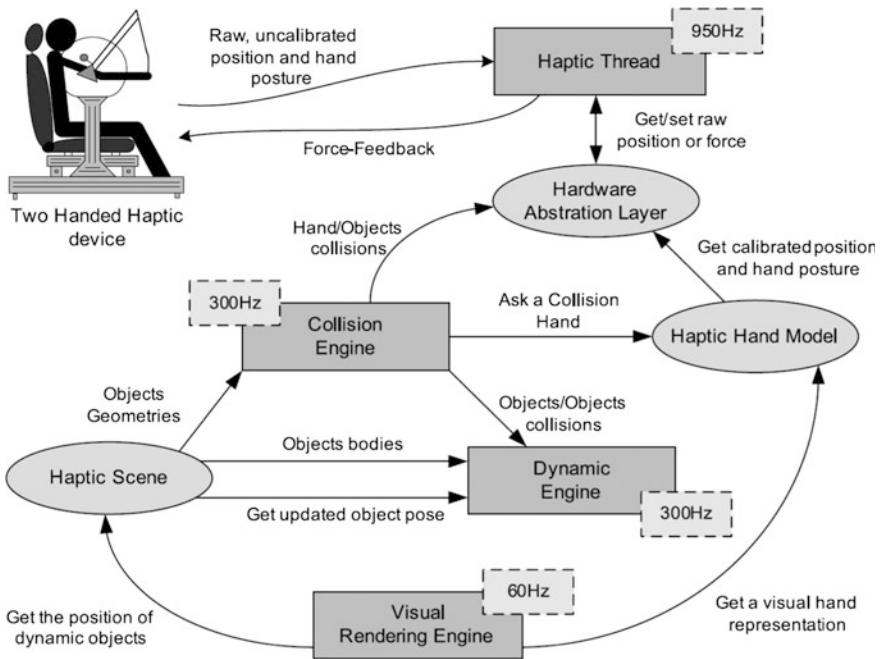 Raw, uncalibrated
position and hand
posture
950Hz
Haptic Thread
Force-Feedback
Get/set raw
position or force
Two Handed Haptic
device
Hardware
Abstration Layer
Hand/Objects
collisions
Get calibrated position
and hand posture
300Hz
Collision
Engine
Ask a Collision
Hand
Haptic Hand Model
Objects
Geometries
Objects/Objects
collisions
Objects bodies
Haptic Scene
Dynamic
Engine
Get updated object pose
300Hz
60Hz
Get the position of
dynamic objects
Visual
Rendering Engine
Get a visual hand
representation